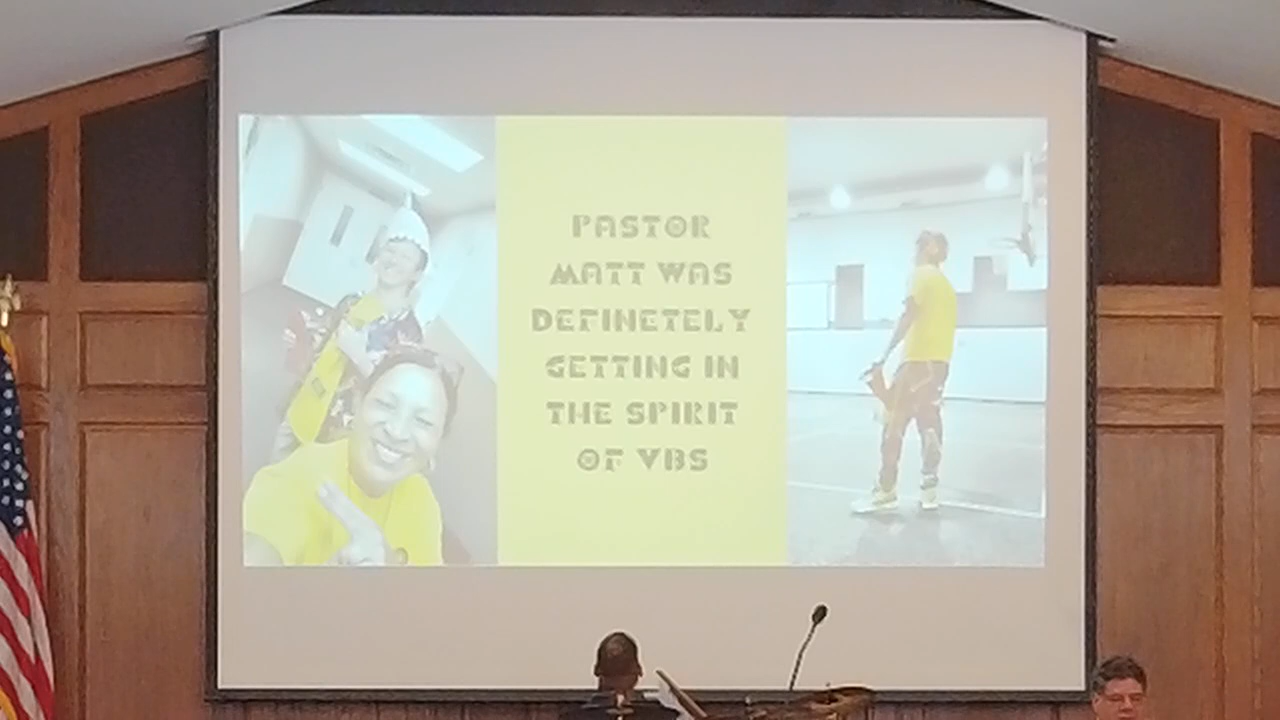 PASTOR
MATT WAS
DEFINETELY
GETTING IN
THE SPIRIT
OF VBS